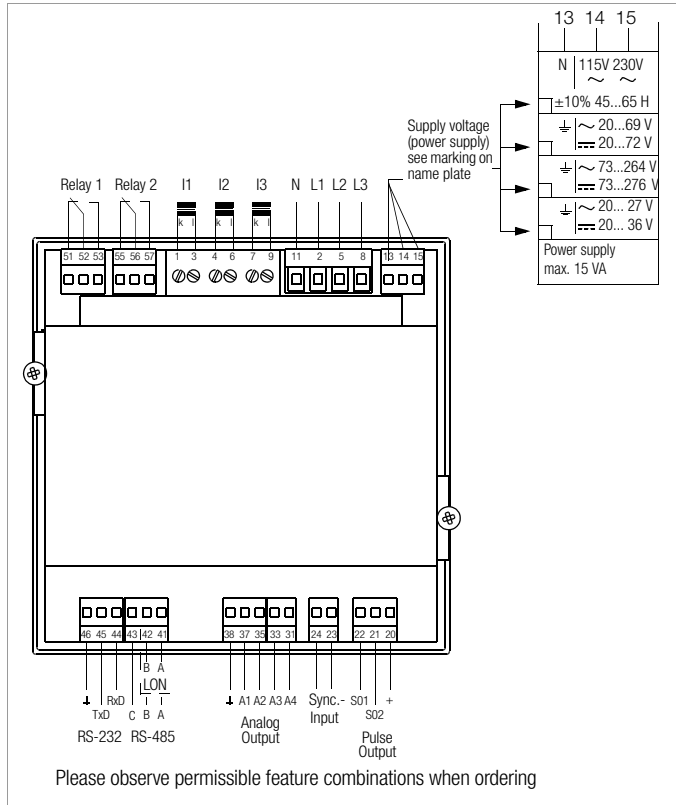 13 14 15
N 115V 230V
∼ ∼
±10% 45...65 H
⏚ ∼ 20...69 V
⎓ 20...72 V
⏚ ∼ 73...264 V
⎓ 73...276 V
⏚ ∼ 20... 27 V
⎓ 20... 36 V
Power supply
max. 15 VA
Supply voltage
(power supply)
see marking on
name plate
Relay 1 Relay 2 I1 I2 I3 N L1 L2 L3
k l k l k l
51 52 53 55 56 57 1 3 4 6 7 9 11 2 5 8 13 14 15
46 45 44 43 42 41 38 37 35 33 31 24 23 22 21 20
B A
LON
RxD
TxD C B A
RS-232 RS-485
A1 A2 A3 A4
Analog
Output
Sync.-
Input
S01 +
S02
Pulse
Output
Please observe permissible feature combinations when ordering